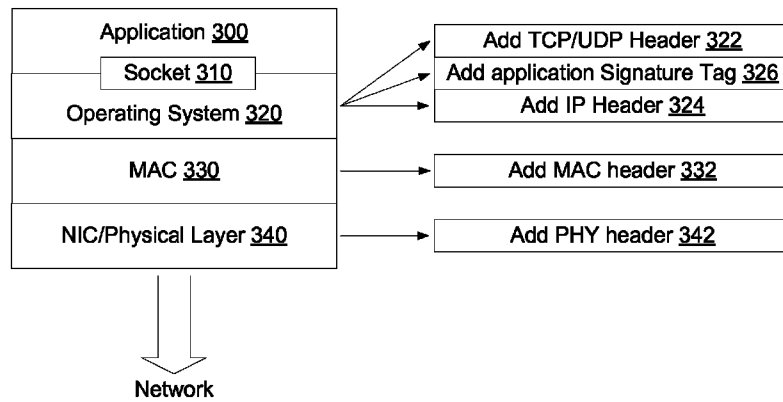 Application 300
Socket 310
Operating System 320
MAC 330
NIC/Physical Layer 340
Network
Add TCP/UDP Header 322
Add application Signature Tag 326
Add IP Header 324
Add MAC header 332
Add PHY header 342